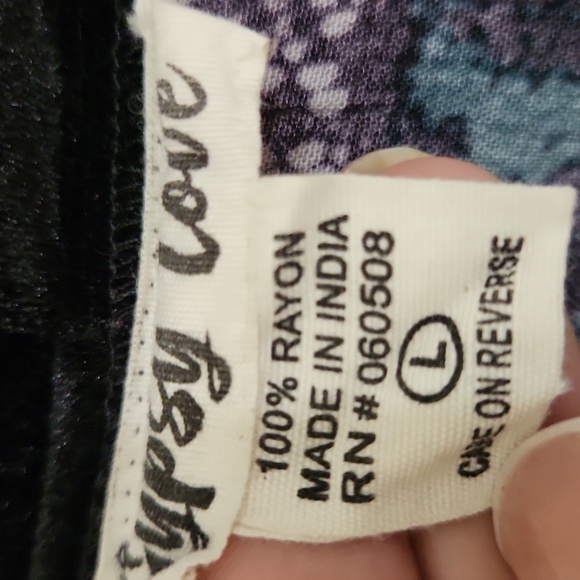 Gypsy Love
100% RAYON
MADE IN INDIA
RN # 060508
L
CARE ON REVERSE